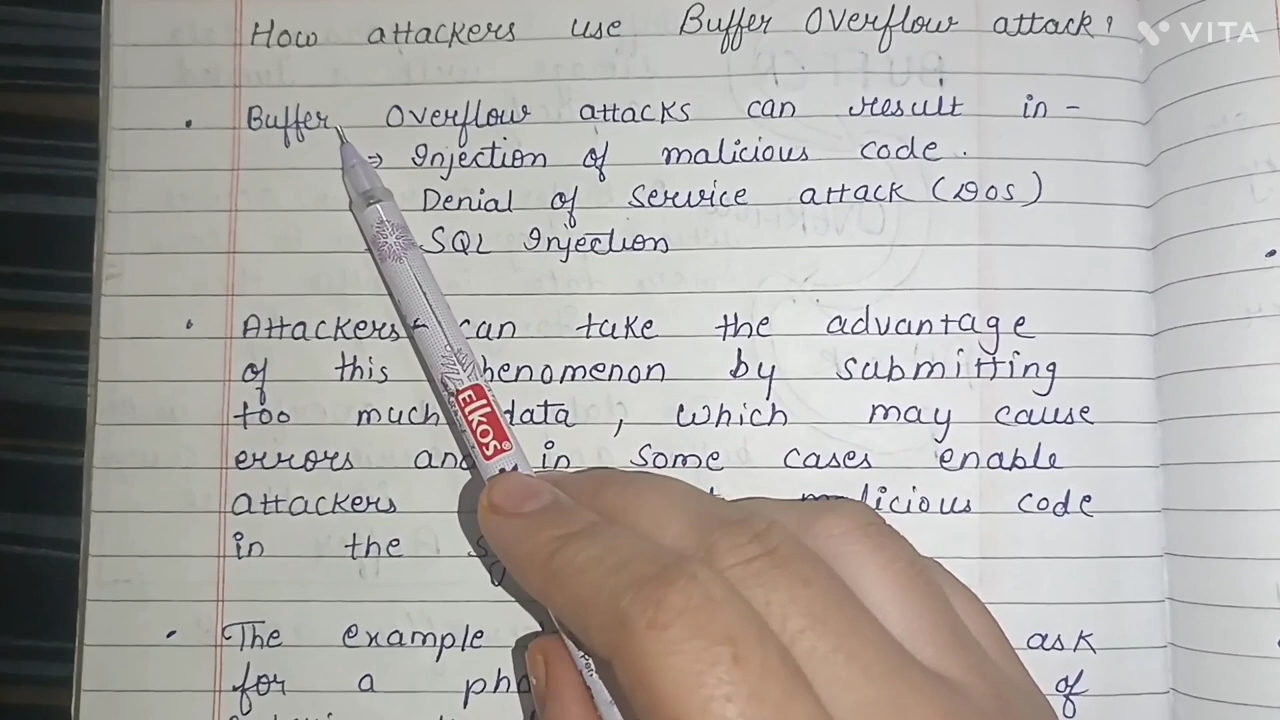 How attackers use Buffer Overflow attack?
VITA
• Buffer Overflow attacks can result in -
⇒ Injection of malicious code.
Denial of Service attack (DOS)
SQL Injection
• Attackers can take the advantage
of this phenomenon by submitting
too much data, which may cause
errors and in some cases enable
attackers malicious code
in the
• The example ask
for a of
Elkos